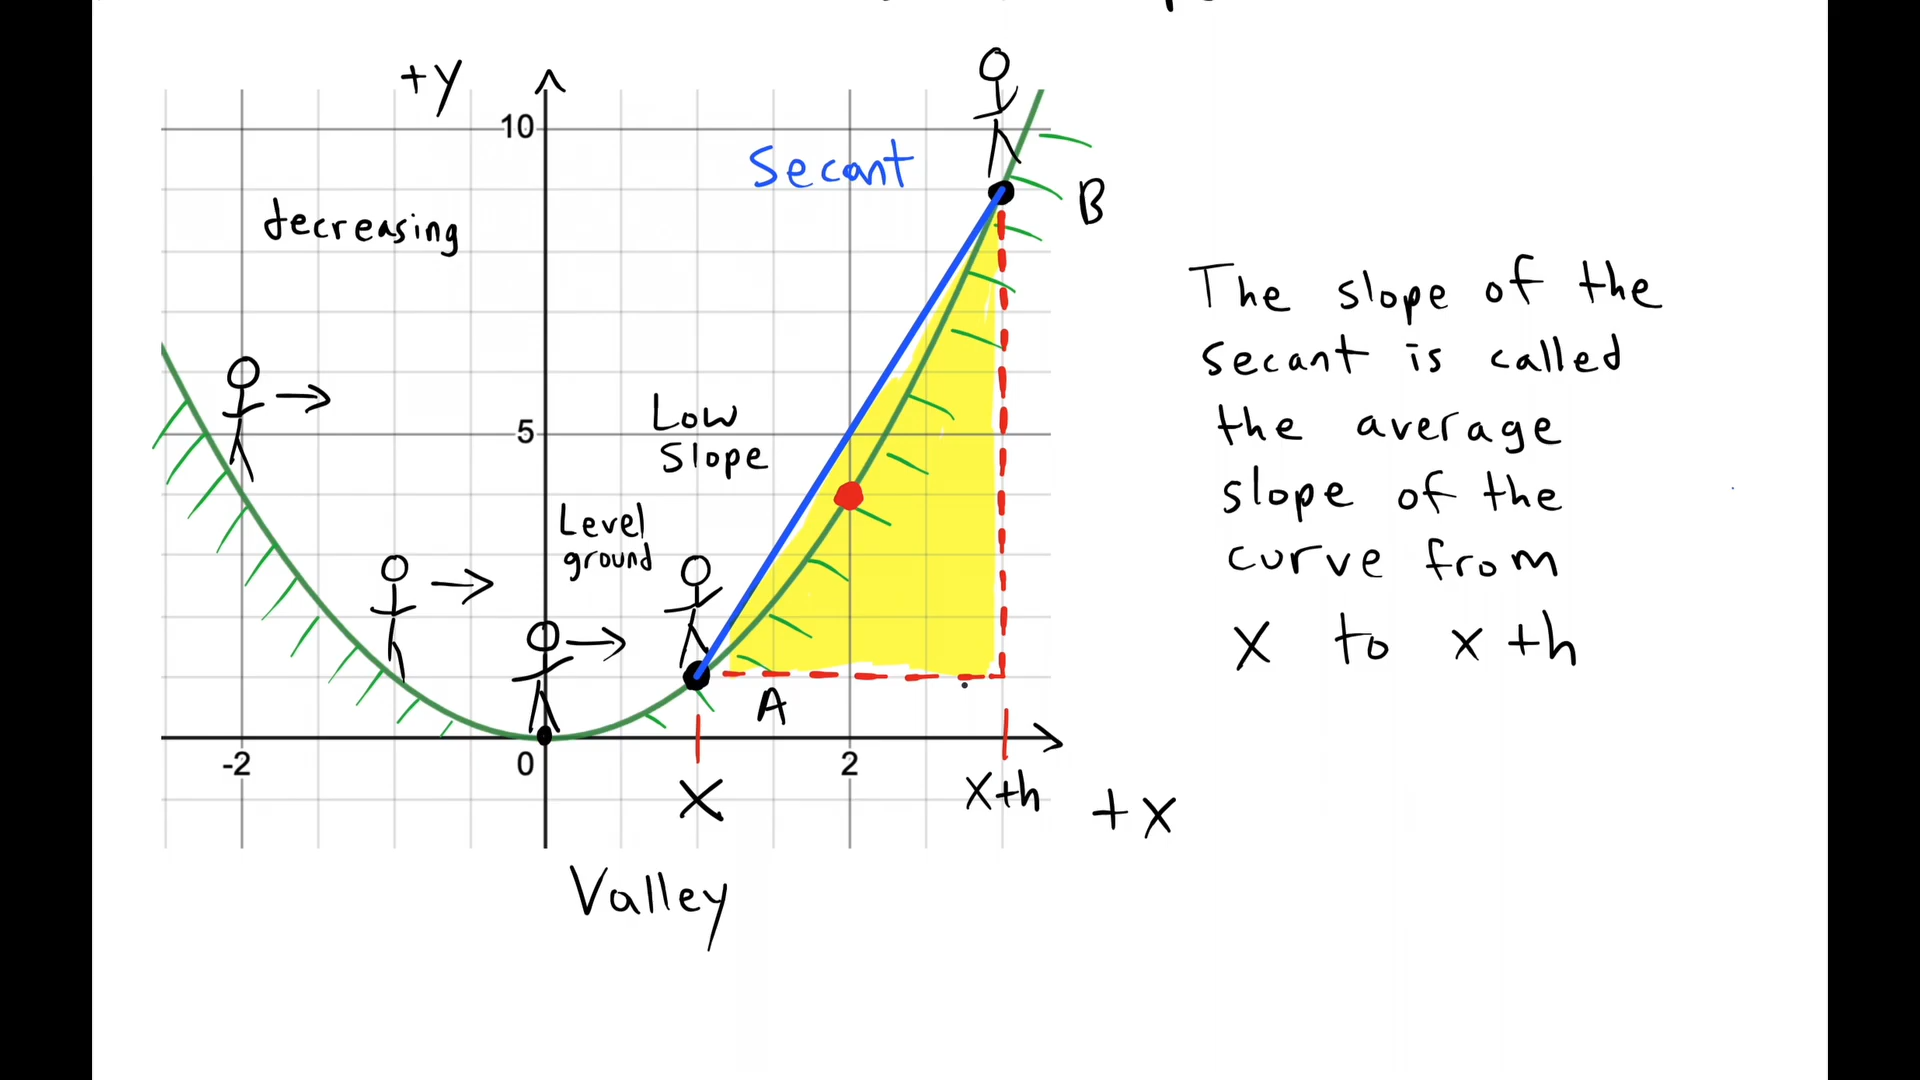 +y
10
Secant
B
decreasing
The slope of the
secant is called
the average
slope of the
curve from
x to x+h
5
Low
Slope
Level
ground
A
-2
0
2
X
X+h
+x
Valley